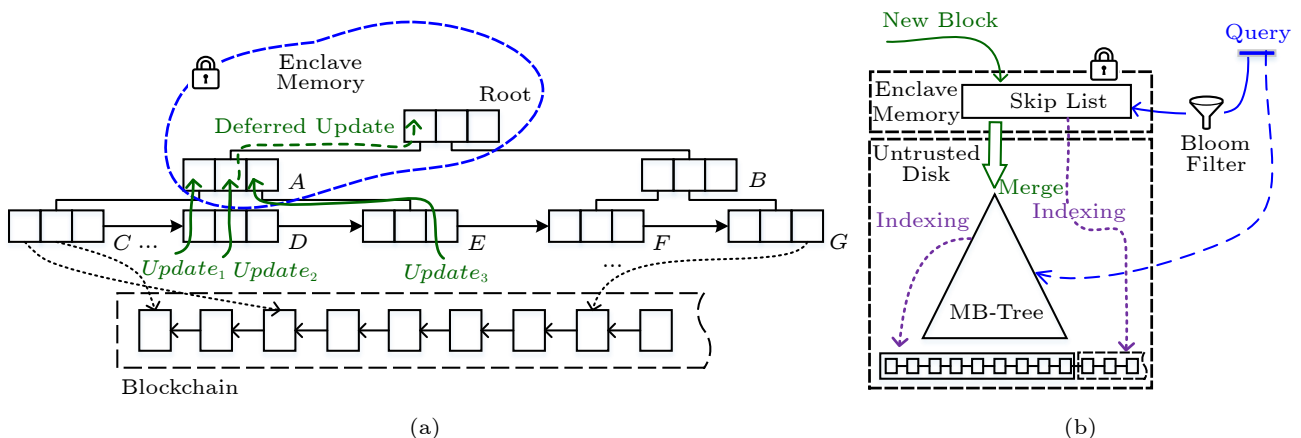 Enclave
Memory
Root
Deferred Update
A
B
C ...
D
E
F
G
Update₁
Update₂
Update₃
...
Blockchain
(a)
New Block
Query
Enclave
Memory
Skip List
Bloom
Filter
Untrusted
Disk
Merge
Indexing
Indexing
MB-Tree
(b)